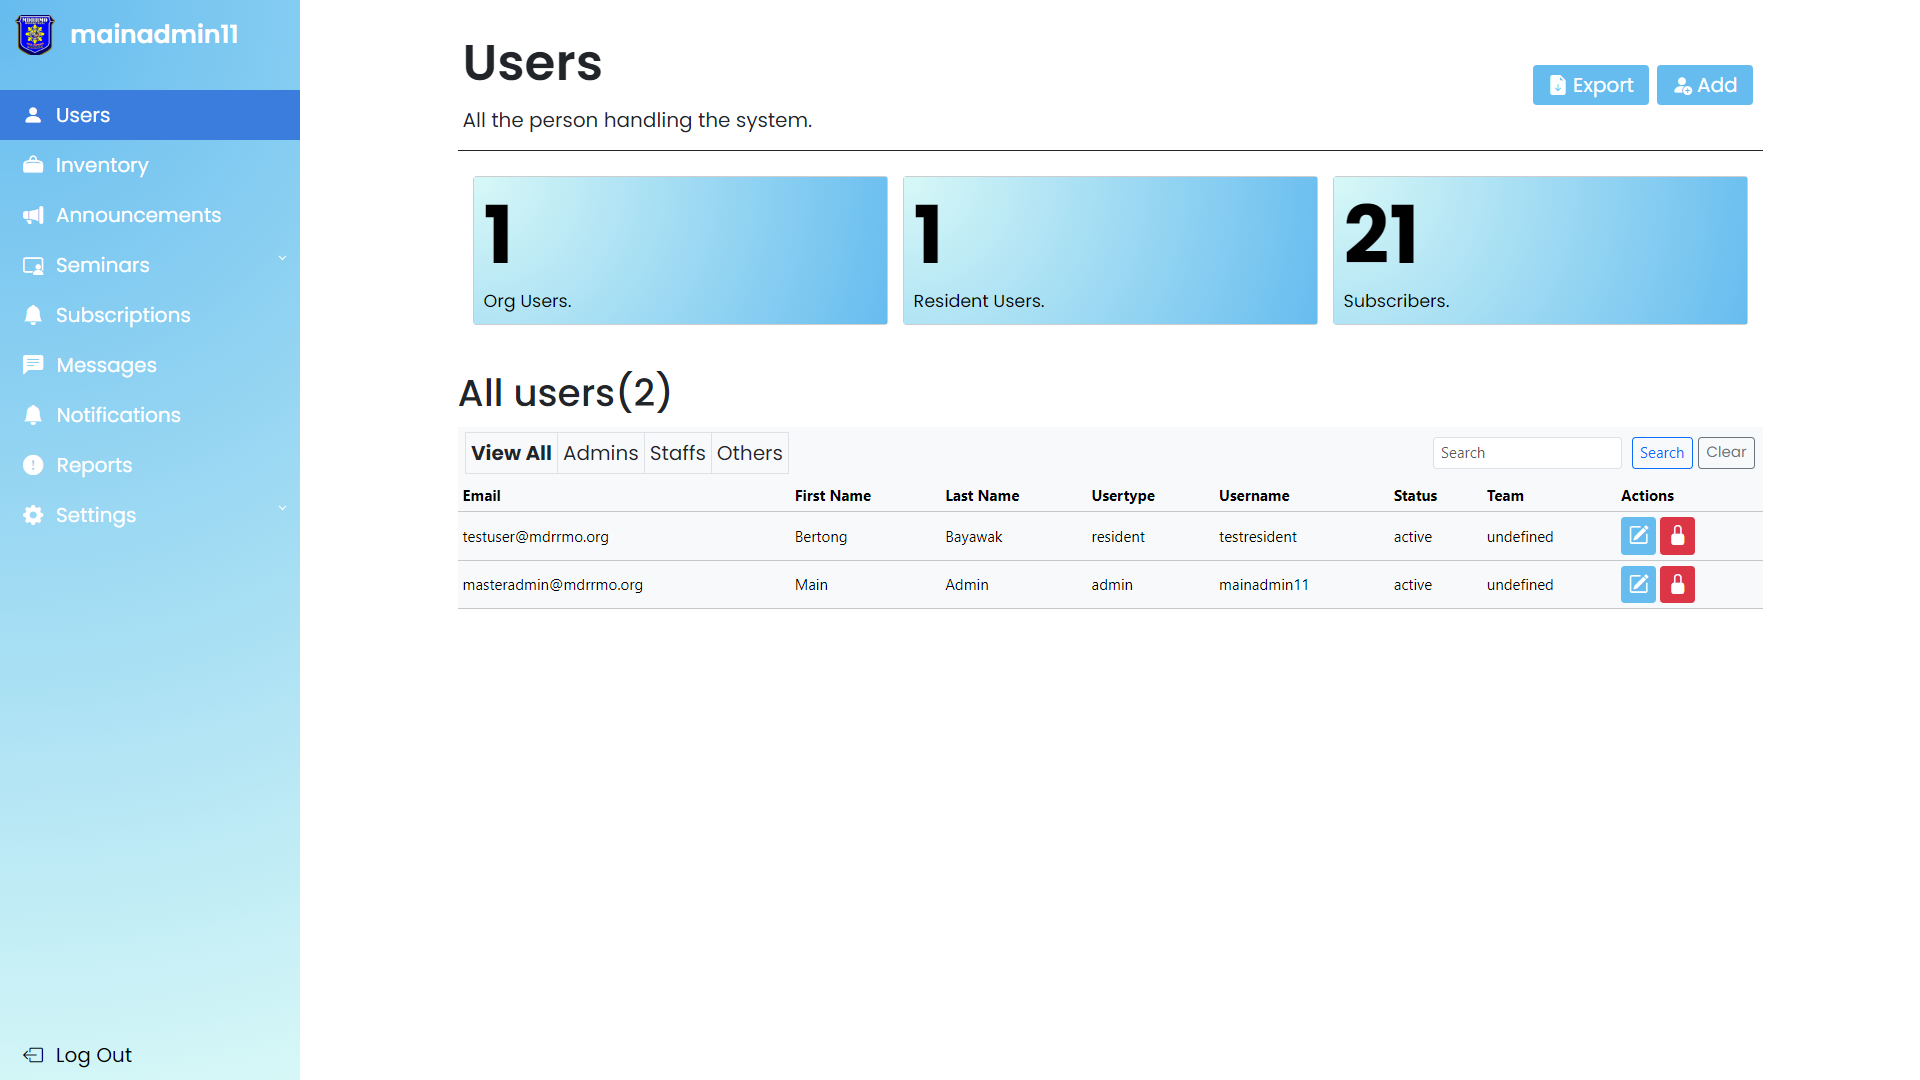 MDRRMO
mainadmin11
Users
Inventory
Announcements
Seminars
Subscriptions
Messages
Notifications
Reports
Settings
Log Out
Users
All the person handling the system.
Export
Add
1
Org Users.
1
Resident Users.
21
Subscribers.
All users(2)
View All Admins Staffs Others
Search Search Clear
Email First Name Last Name Usertype Username Status Team Actions
testuser@mdrrmo.org Bertong Bayawak resident testresident active undefined
masteradmin@mdrrmo.org Main Admin admin mainadmin11 active undefined